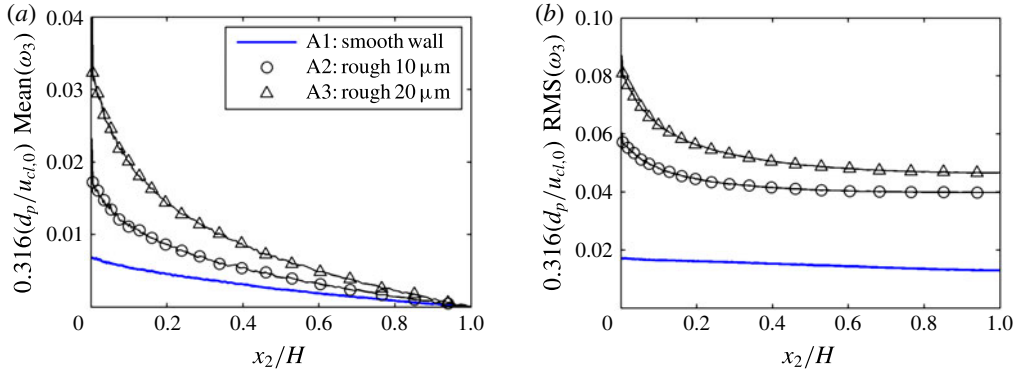 (a)
0.04
0.03
0.02
0.01
0
0.2
0.4
0.6
0.8
1.0
x₂/H
0.316(dₚ/u_cl,0) Mean(ω₃)
A1: smooth wall
A2: rough 10 µm
A3: rough 20 µm
(b)
0.10
0.08
0.06
0.04
0.02
0
0.2
0.4
0.6
0.8
1.0
x₂/H
0.316(dₚ/u_cl,0) RMS(ω₃)